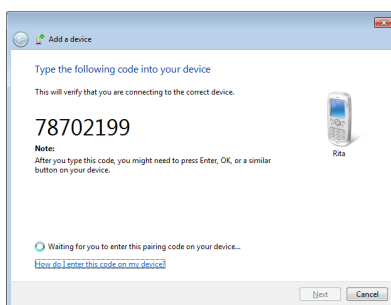 Add a device
Type the following code into your device
This will verify that you are connecting to the correct device.
78702199
Note:
After you type this code, you might need to press Enter, OK, or a similar
button on your device.
Rita
Waiting for you to enter this pairing code on your device...
How do I enter this code on my device?
Next Cancel